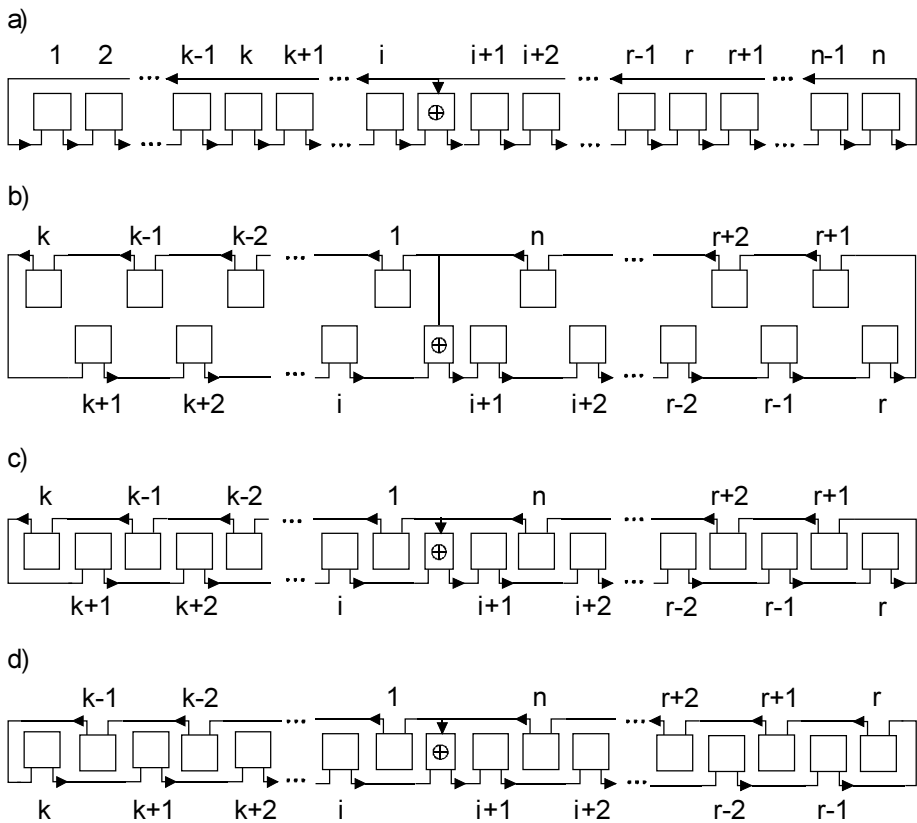 a)
1 2 ... k-1 k k+1 ... i i+1 i+2 ... r-1 r r+1 ... n-1 n
... ... ... ...
b)
k k-1 k-2 ... 1 n ... r+2 r+1
... ...
k+1 k+2 i i+1 i+2 r-2 r-1 r
c)
k k-1 k-2 ... 1 n ... r+2 r+1
... ...
k+1 k+2 i i+1 i+2 r-2 r-1 r
d)
k-1 k-2 ... 1 n ... r+2 r+1 r
... ...
k k+1 k+2 i i+1 i+2 r-2 r-1